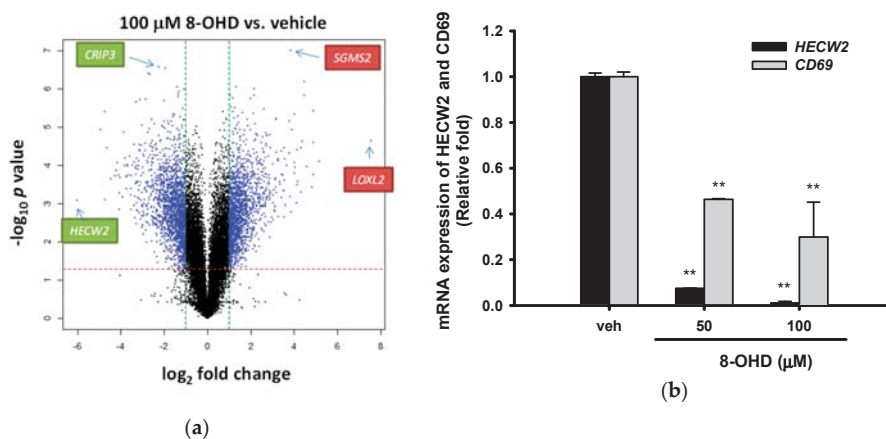 100 μM 8-OHD vs. vehicle
CRIP3
SGMS2
LOXL2
HECW2
-log10 p value
7
6
5
4
3
2
1
0
-6
-4
-2
0
2
4
6
8
log2 fold change
(a)
mRNA expression of HECW2 and CD69
(Relative fold)
1.2
1.0
0.8
0.6
0.4
0.2
0.0
HECW2
CD69
**
**
**
**
veh
50
100
8-OHD (μM)
(b)